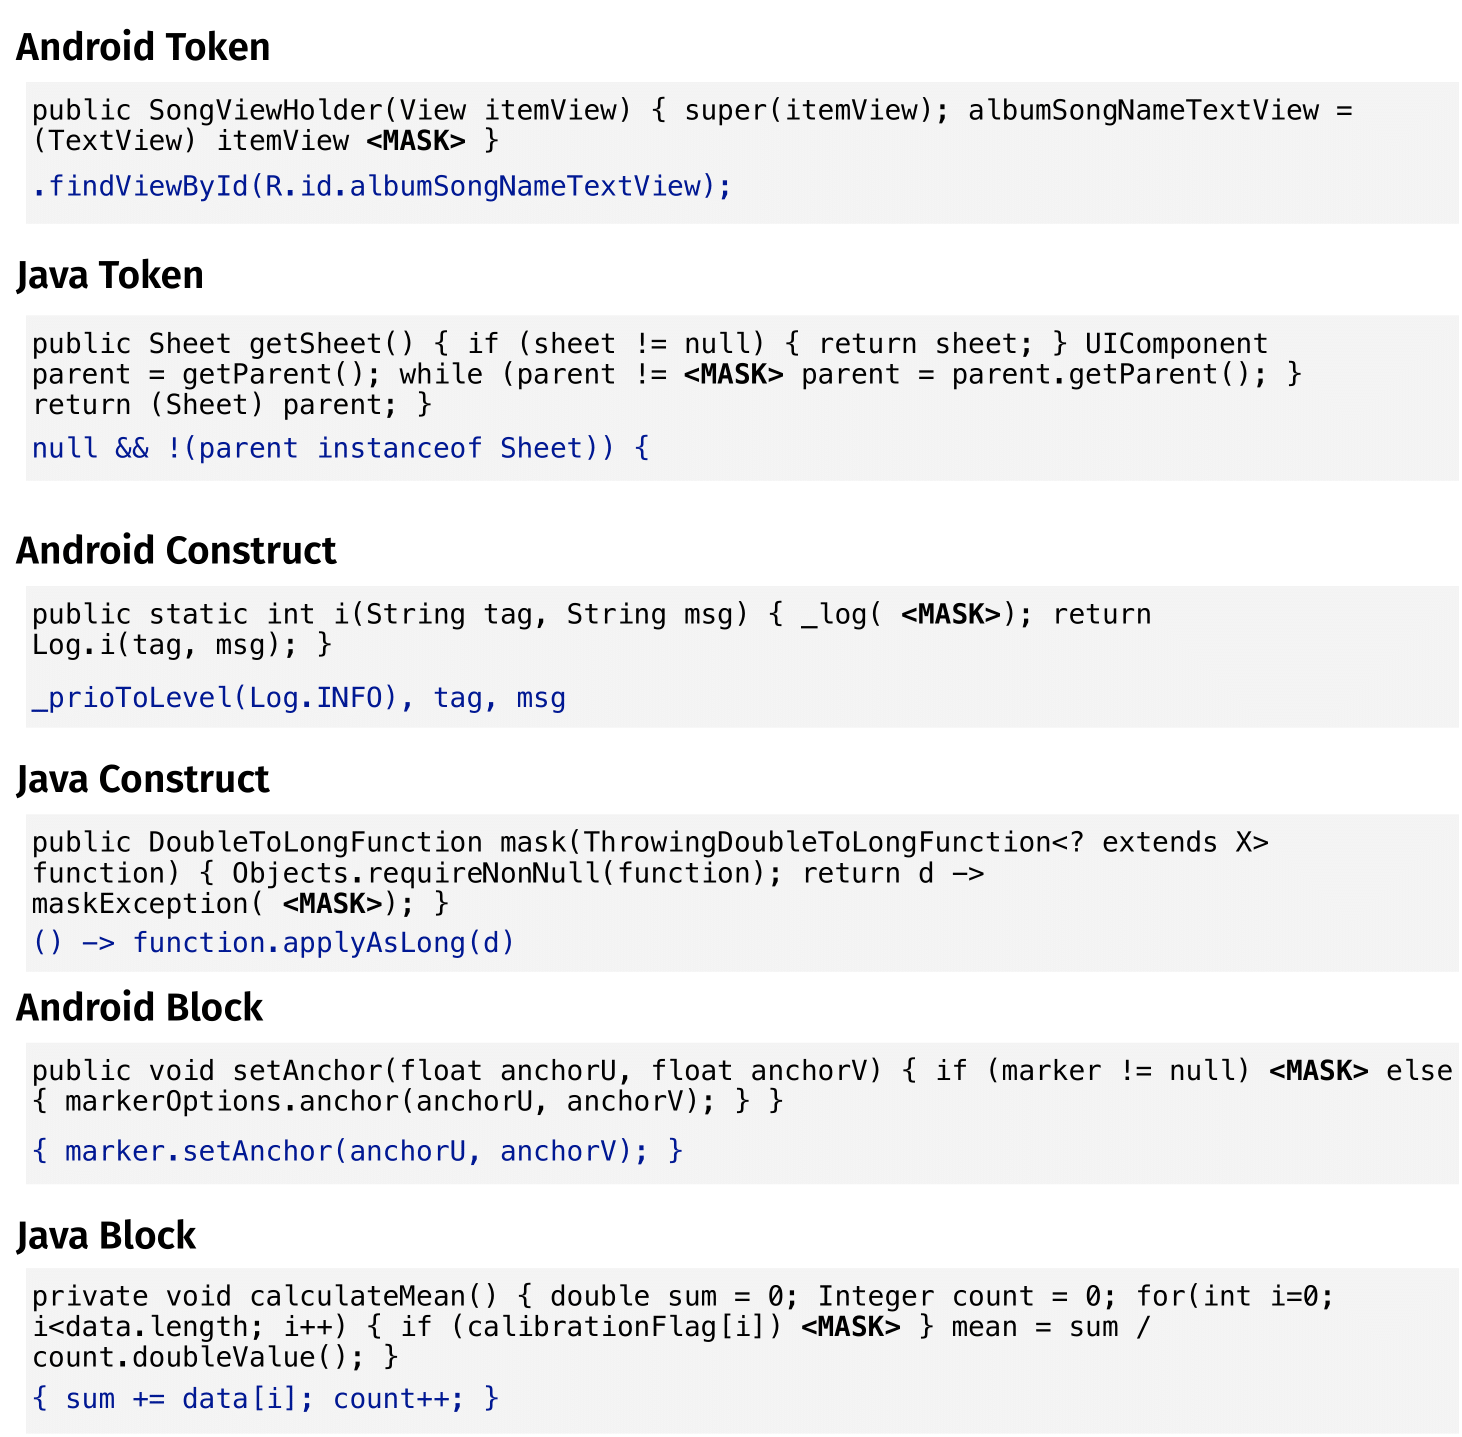 Android Token
public SongViewHolder(View itemView) { super(itemView); albumSongNameTextView =
(TextView) itemView <MASK> }
.findViewById(R.id.albumSongNameTextView);
Java Token
public Sheet getSheet() { if (sheet != null) { return sheet; } UIComponent
parent = getParent(); while (parent != <MASK> parent = parent.getParent(); }
return (Sheet) parent; }
null && !(parent instanceof Sheet)) {
Android Construct
public static int i(String tag, String msg) { _log( <MASK>); return
Log.i(tag, msg); }
_prioToLevel(Log.INFO), tag, msg
Java Construct
public DoubleToLongFunction mask(ThrowingDoubleToLongFunction<? extends X>
function) { Objects.requireNonNull(function); return d ->
maskException( <MASK>); }
() -> function.applyAsLong(d)
Android Block
public void setAnchor(float anchorU, float anchorV) { if (marker != null) <MASK> else
{ markerOptions.anchor(anchorU, anchorV); } }
{ marker.setAnchor(anchorU, anchorV); }
Java Block
private void calculateMean() { double sum = 0; Integer count = 0; for(int i=0;
i<data.length; i++) { if (calibrationFlag[i]) <MASK> } mean = sum /
count.doubleValue(); }
{ sum += data[i]; count++; }